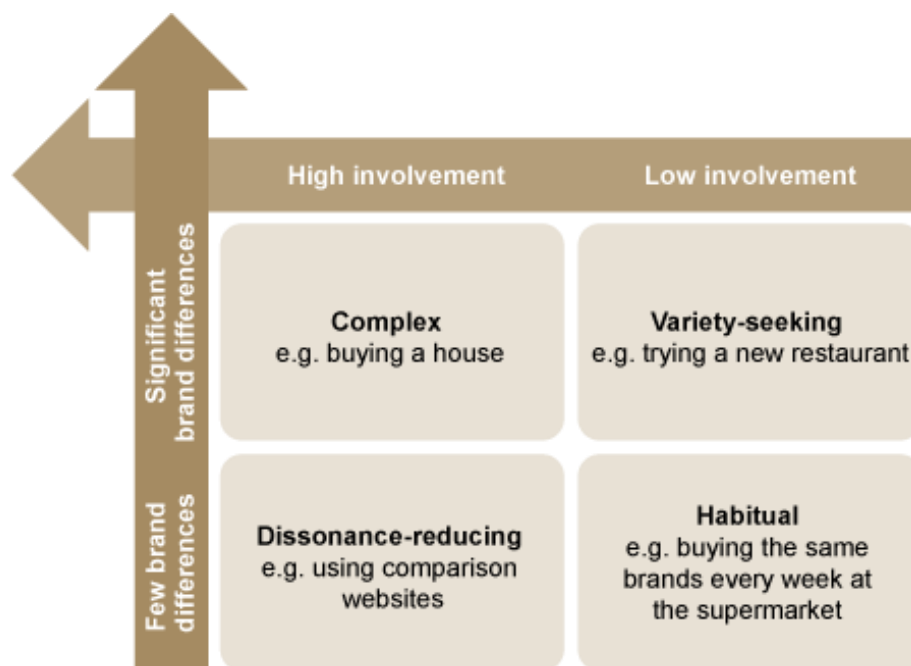 High involvement
Low involvement
Significant
brand differences
Complex
e.g. buying a house
Variety-seeking
e.g. trying a new restaurant
Few brand
differences
Dissonance-reducing
e.g. using comparison
websites
Habitual
e.g. buying the same
brands every week at
the supermarket